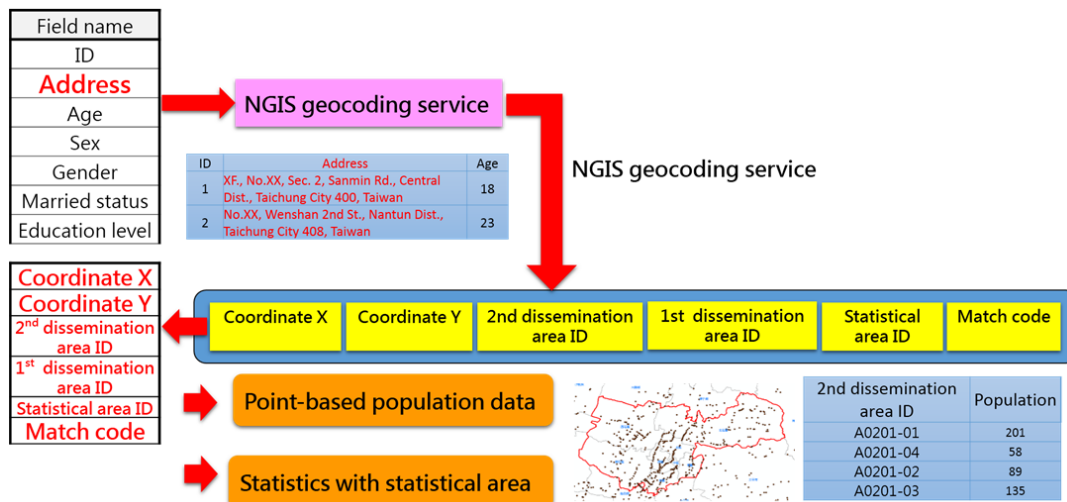 Field name
ID
Address
Age
Sex
Gender
Married status
Education level
NGIS geocoding service
NGIS geocoding service
ID Address Age
1 XF., No.XX, Sec. 2, Sanmin Rd., Central
Dist., Taichung City 400, Taiwan 18
2 No.XX, Wenshan 2nd St., Nantun Dist.,
Taichung City 408, Taiwan 23
Coordinate X
Coordinate Y
2nd dissemination
area ID
1st dissemination
area ID
Statistical area ID
Match code
Coordinate X
Coordinate Y
2nd dissemination
area ID
1st dissemination
area ID
Statistical
area ID
Match code
Point-based population data
Statistics with statistical area
2nd dissemination
area ID Population
A0201-01 201
A0201-04 58
A0201-02 89
A0201-03 135